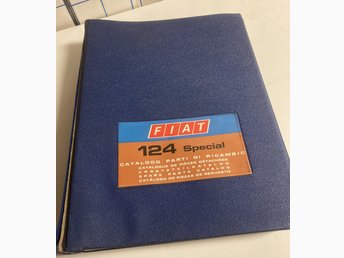 FIAT
124 Special
CATALOGO PARTI DI RICAMBIO
CATALOGUE DE PIÈCES DÉTACHÉES
ERSATZTEILKATALOG
SPARE PARTS CATALOG
CATÁLOGO DE PIEZAS DE REPUESTO